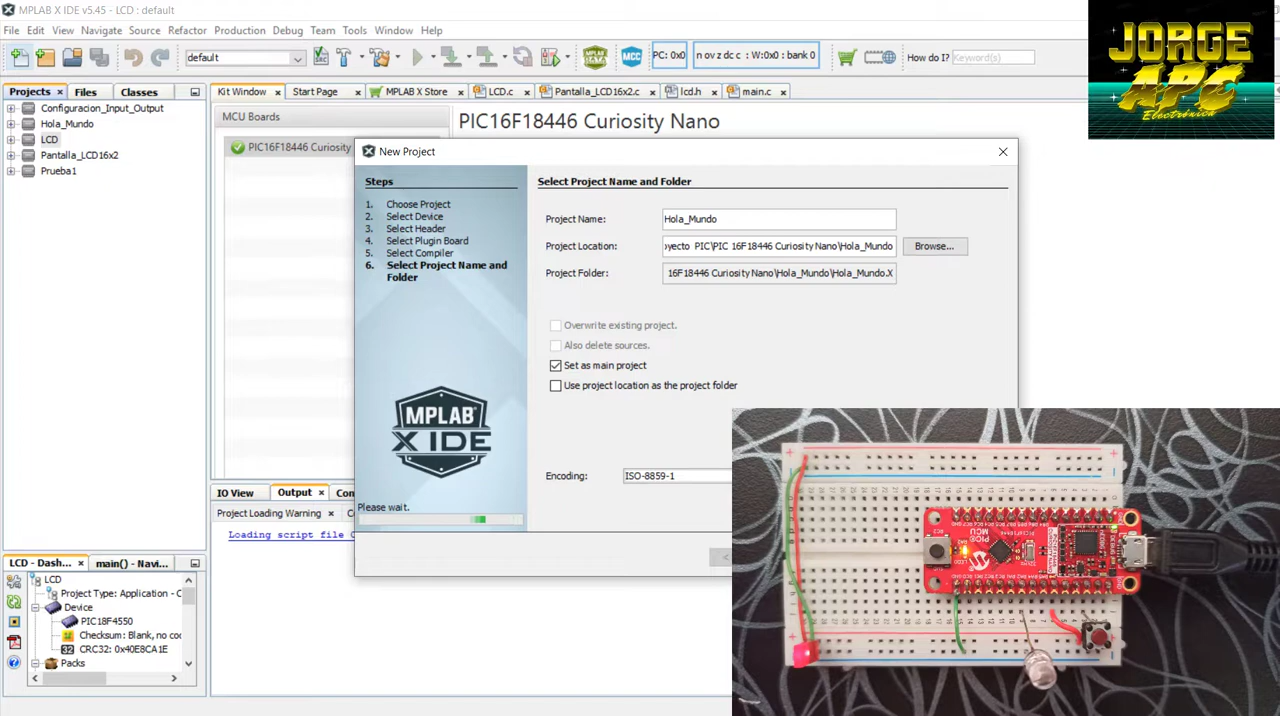 MPLAB X IDE v5.45 - LCD : default
File Edit View Navigate Source Refactor Production Debug Team Tools Window Help
default
PC: 0x0
n ov z dc c : W:0x0 : bank 0
How do I? Keyword(s)
Projects Files Classes
Kit Window Start Page MPLAB X Store LCD.c Pantalla_LCD16x2.c lcd.h main.c
Configuracion_Input_Output
Hola_Mundo
LCD
Pantalla_LCD16x2
Prueba1
MCU Boards
PIC16F18446 Curiosity
PIC16F18446 Curiosity Nano
New Project
Steps
1. Choose Project
2. Select Device
3. Select Header
4. Select Plugin Board
5. Select Compiler
6. Select Project Name and
Folder
MPLAB
X IDE
Please wait.
Select Project Name and Folder
Project Name: Hola_Mundo
Project Location: oyecto PIC\PIC 16F18446 Curiosity Nano\Hola_Mundo Browse...
Project Folder: 16F18446 Curiosity Nano\Hola_Mundo\Hola_Mundo.X
Overwrite existing project.
Also delete sources.
Set as main project
Use project location as the project folder
Encoding: ISO-8859-1
IO View Output Con
Project Loading Warning
Loading script file C
LCD - Dash... main() - Navi...
LCD
Project Type: Application - C
Device
PIC18F4550
Checksum: Blank, no co
CRC32: 0x40E8CA1E
Packs
JORGE
APC
Electrónica